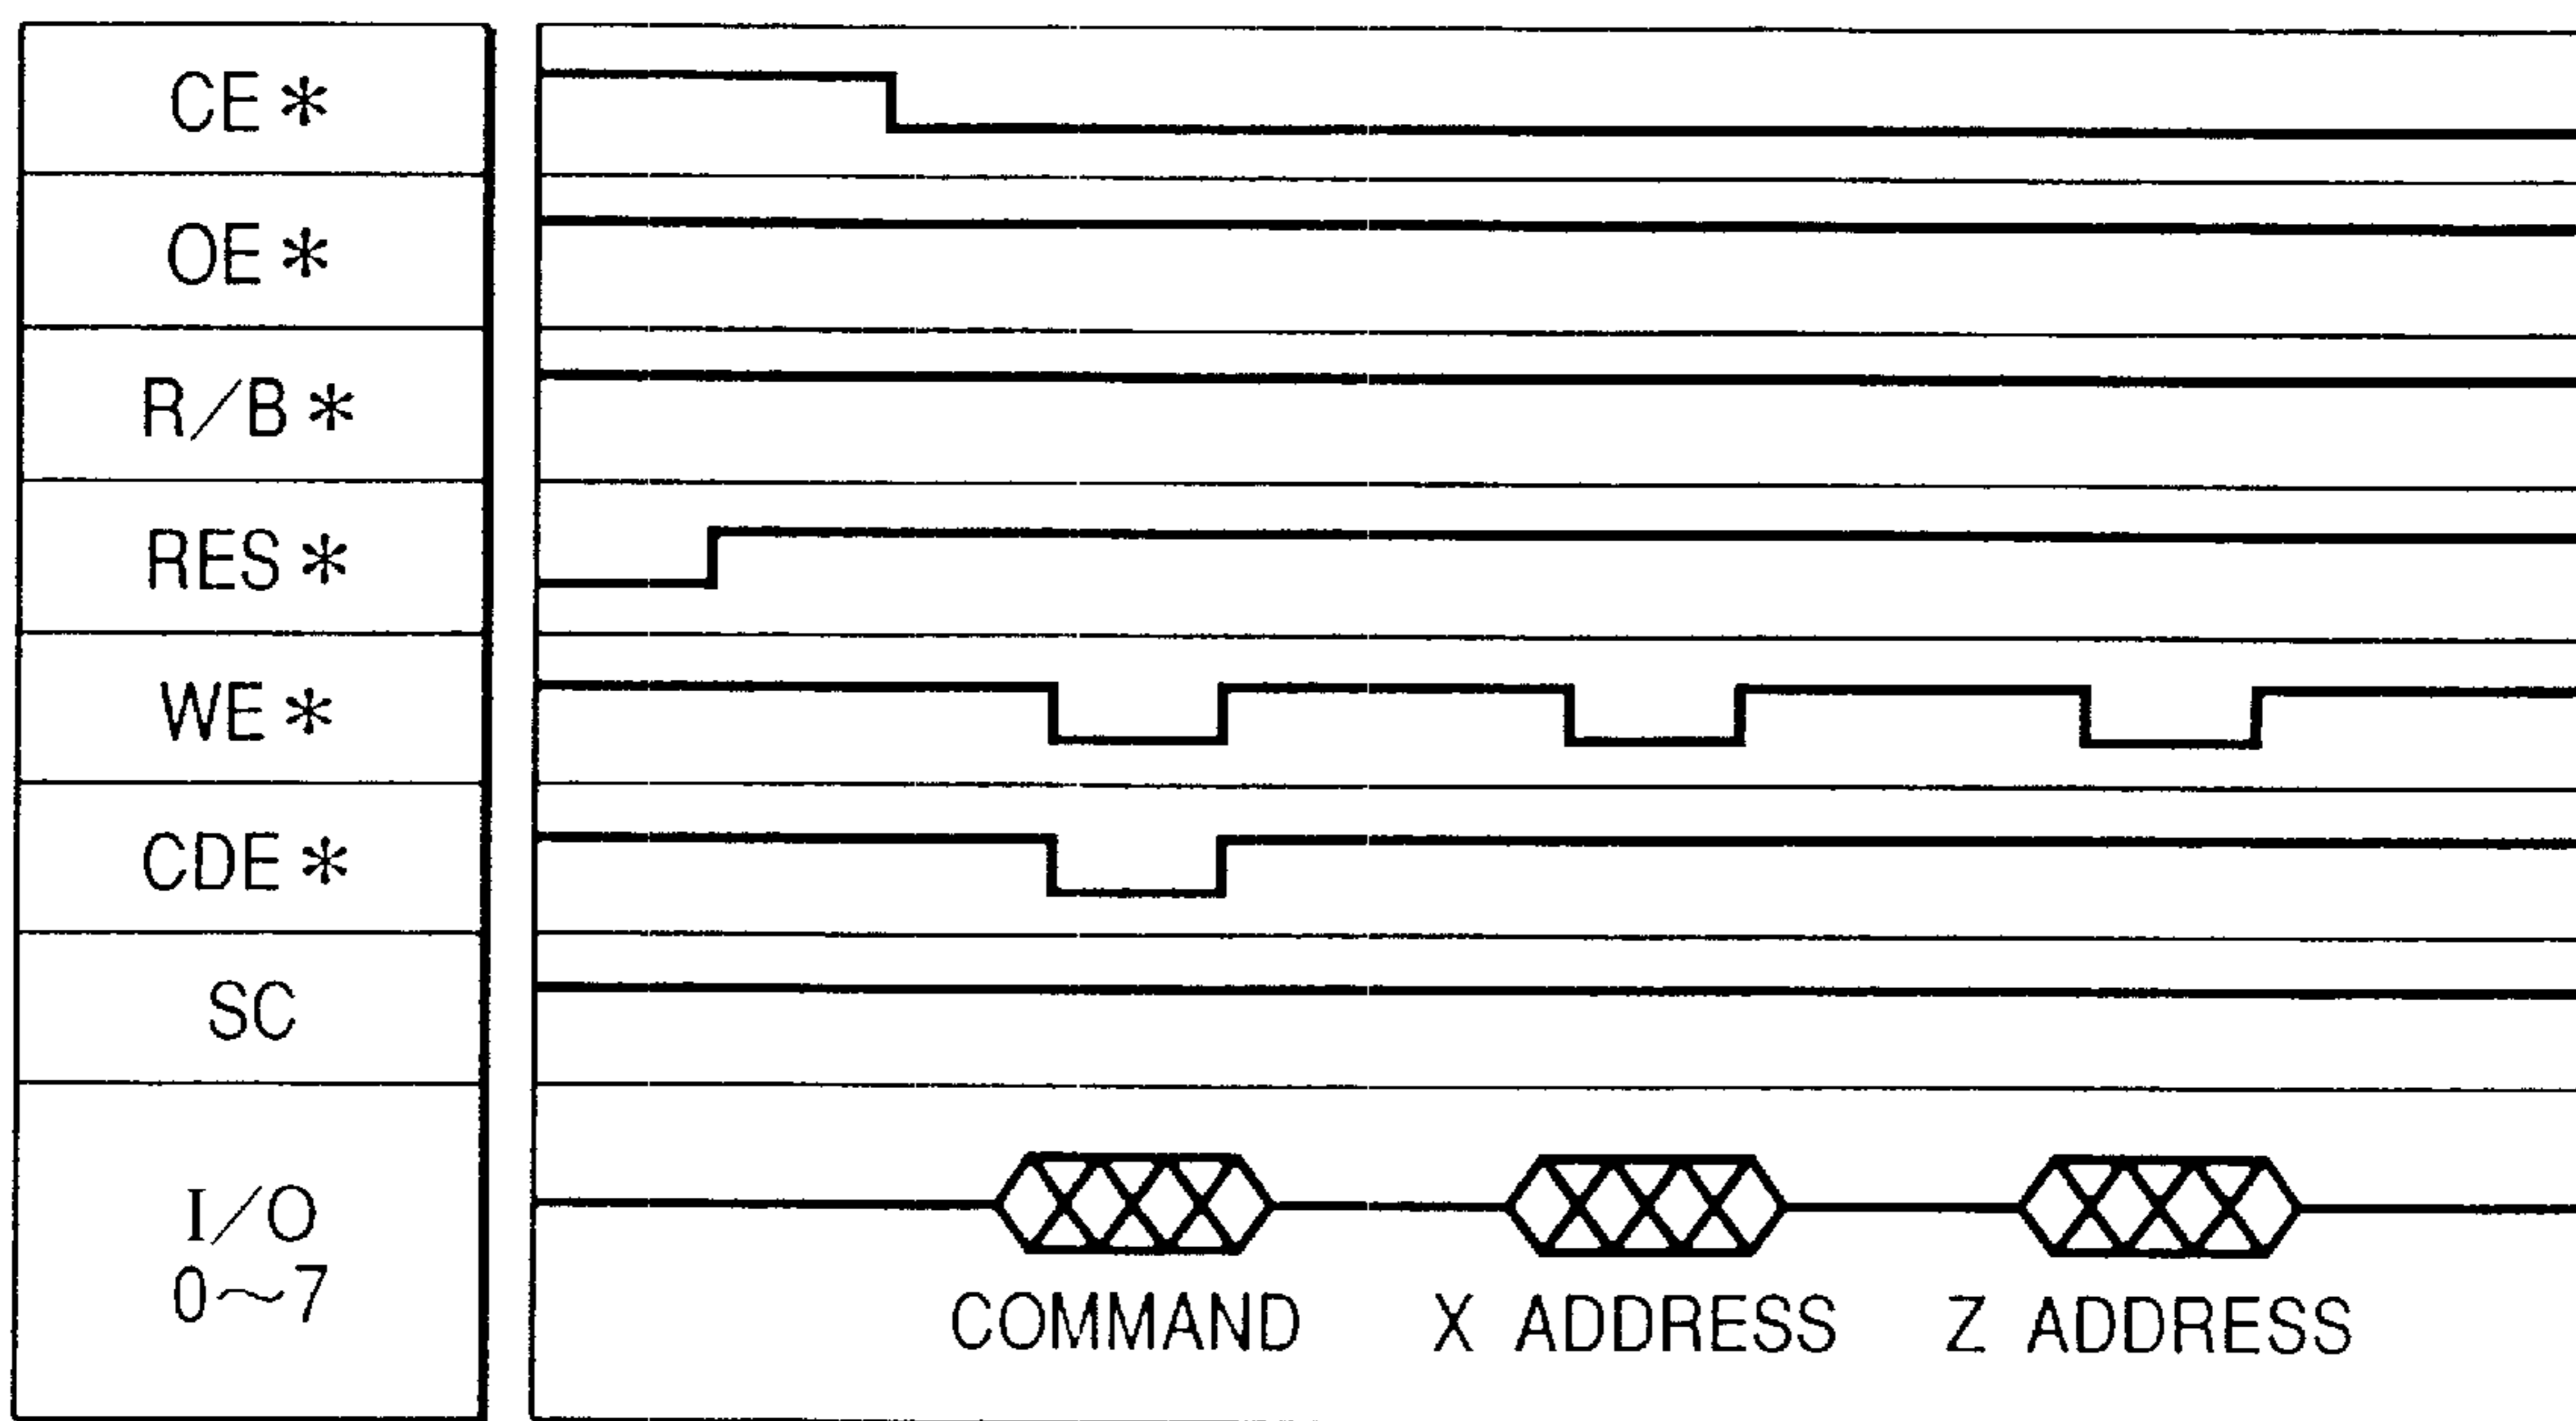 CE*
OE*
R/B*
RES*
WE*
CDE*
SC
I/O
0~7
COMMAND X ADDRESS Z ADDRESS